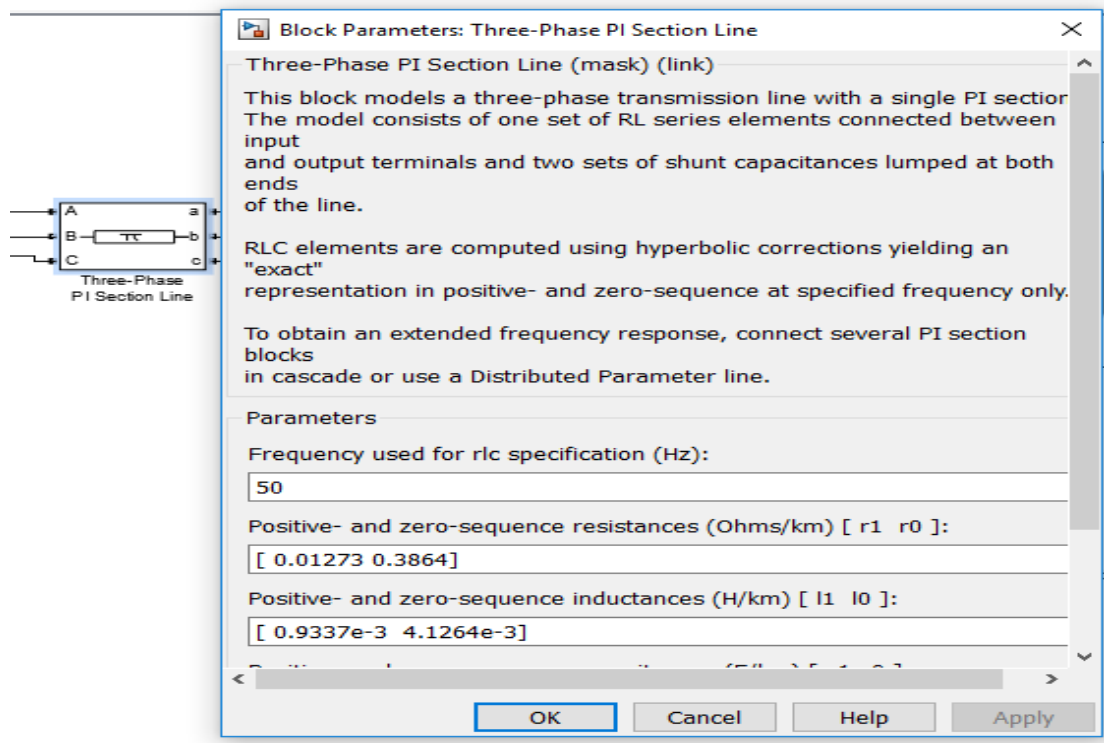 Block Parameters: Three-Phase PI Section Line
Three-Phase PI Section Line (mask) (link)
This block models a three-phase transmission line with a single PI section
The model consists of one set of RL series elements connected between
input
and output terminals and two sets of shunt capacitances lumped at both
ends
of the line.
RLC elements are computed using hyperbolic corrections yielding an
"exact"
representation in positive- and zero-sequence at specified frequency only.
To obtain an extended frequency response, connect several PI section
blocks
in cascade or use a Distributed Parameter line.
Parameters
Frequency used for rlc specification (Hz):
50
Positive- and zero-sequence resistances (Ohms/km) [ r1 r0 ]:
[ 0.01273 0.3864]
Positive- and zero-sequence inductances (H/km) [ l1 l0 ]:
[ 0.9337e-3 4.1264e-3]
OK Cancel Help Apply
A a
B b
C c
Three-Phase
PI Section Line